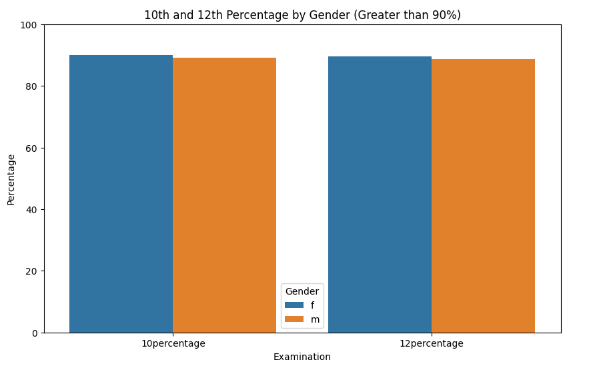 10th and 12th Percentage by Gender (Greater than 90%)
100
80
60
40
20
0
Percentage
Gender
f
m
10percentage 12percentage
Examination